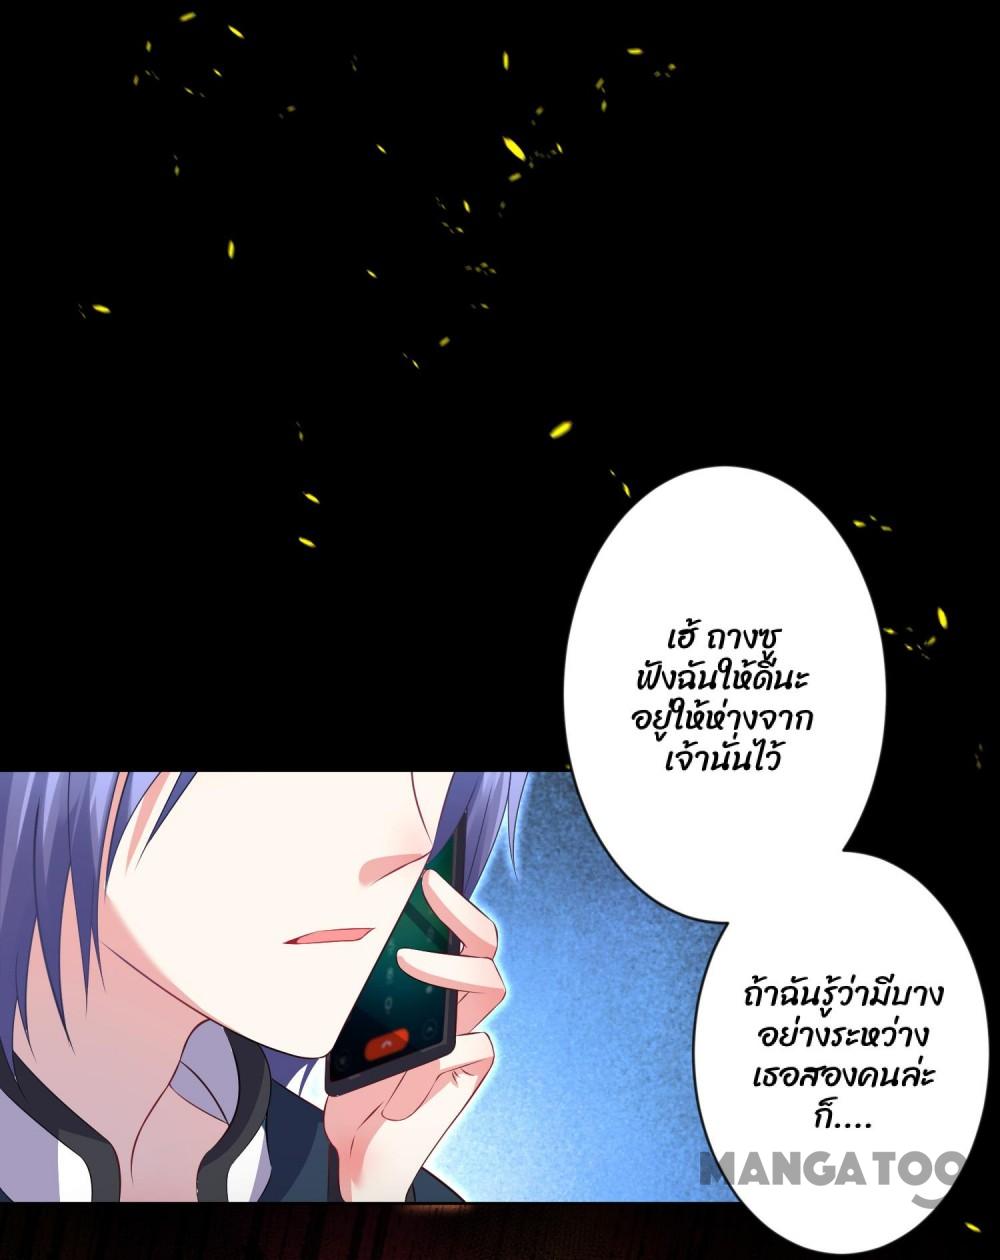 เฮ้ ถางซู
ฟังฉันให้ดีนะ
อยู่ให้ห่างจาก
เจ้านั่นไว้
ถ้าฉันรู้ว่ามีบาง
อย่างระหว่าง
เธอสองคนล่ะ
ก็....
MANGATOO